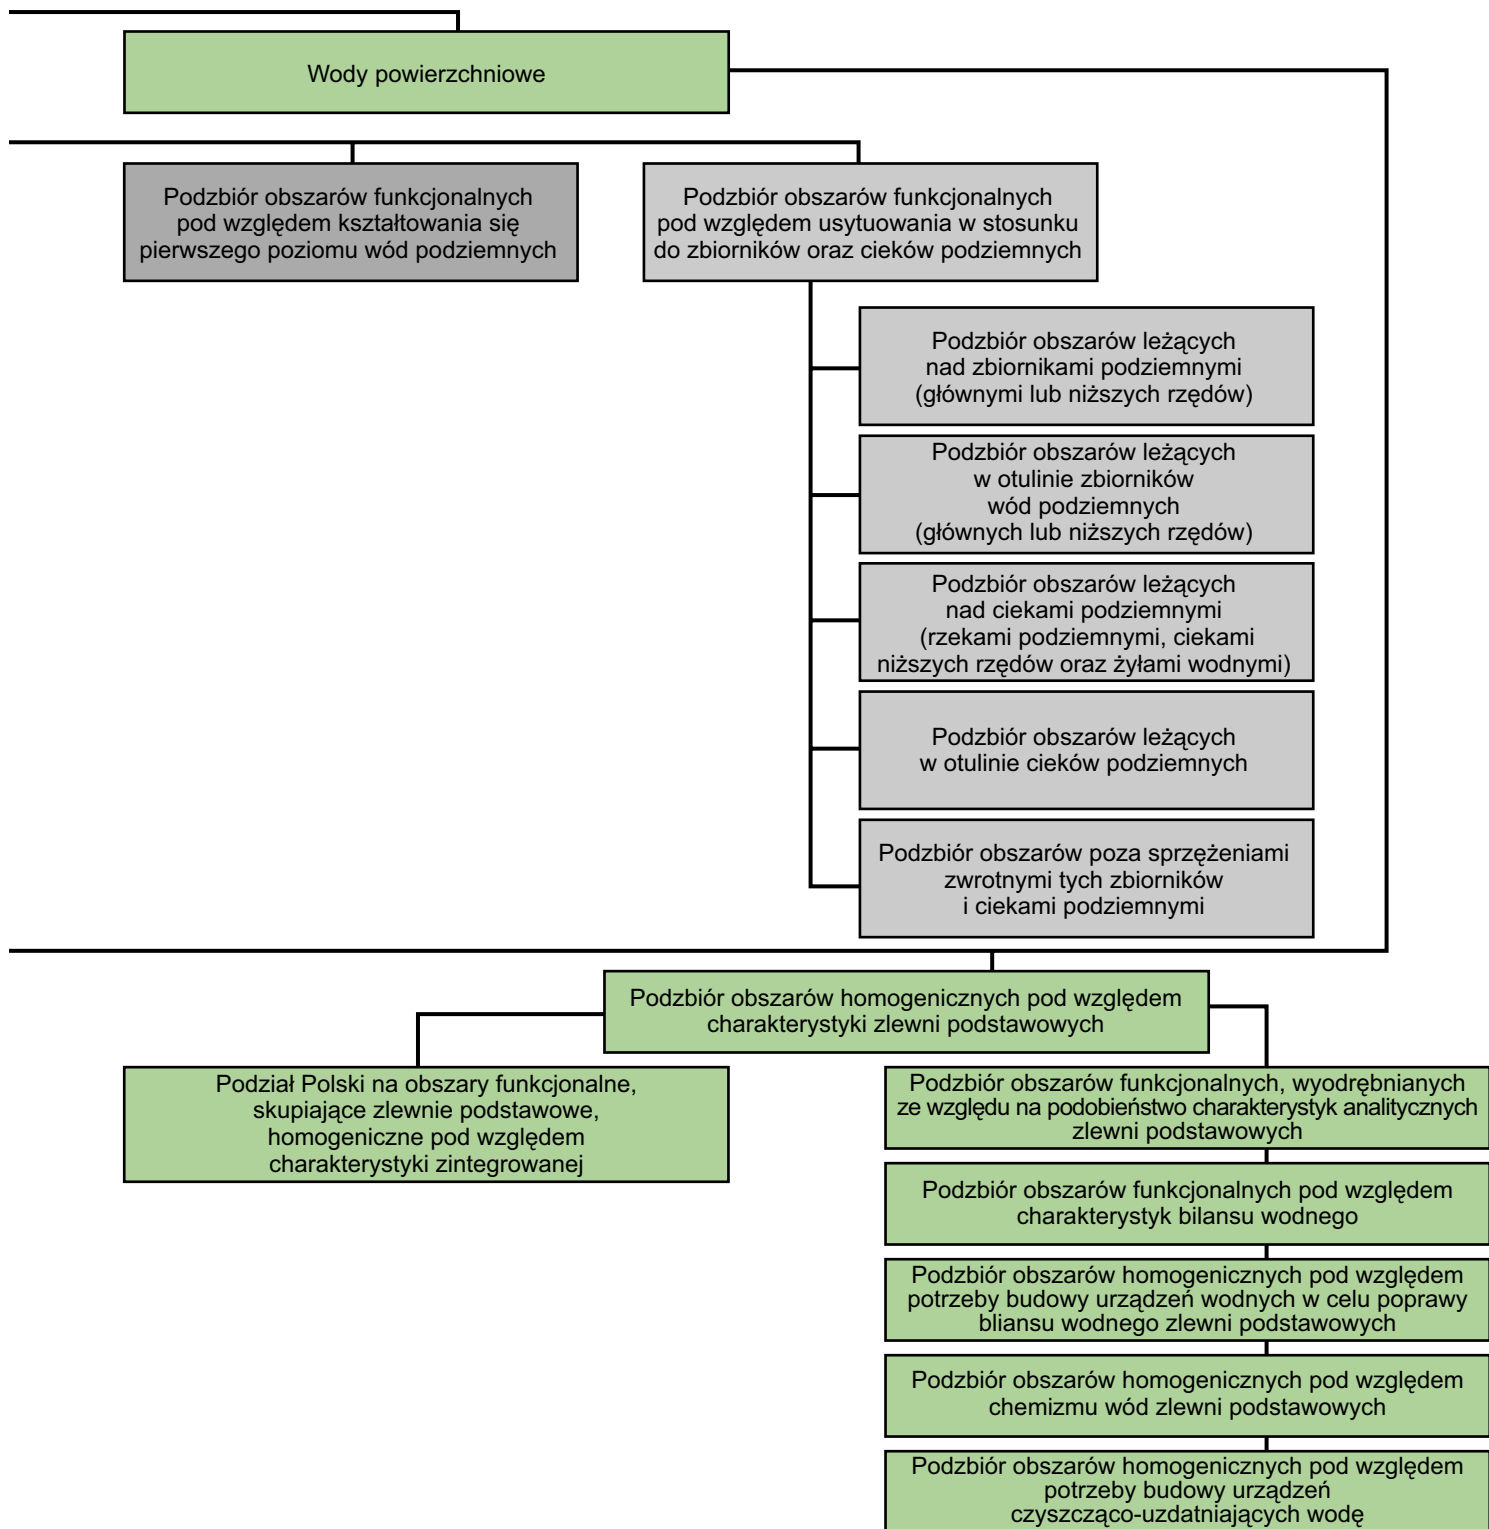 Wody powierzchniowe
Podzbiór obszarów funkcjonalnych
pod względem kształtowania się
pierwszego poziomu wód podziemnych
Podzbiór obszarów funkcjonalnych
pod względem usytuowania w stosunku
do zbiorników oraz cieków podziemnych
Podzbiór obszarów leżących
nad zbiornikami podziemnymi
(głównymi lub niższych rzędów)
Podzbiór obszarów leżących
w otulinie zbiorników
wód podziemnych
(głównych lub niższych rzędów)
Podzbiór obszarów leżących
nad ciekami podziemnymi
(rzekami podziemnymi, ciekami
niższych rzędów oraz żyłami wodnymi)
Podzbiór obszarów leżących
w otulinie cieków podziemnych
Podzbiór obszarów poza sprzężeniami
zwrotnymi tych zbiorników
i ciekami podziemnymi
Podzbiór obszarów homogenicznych pod względem
charakterystyki zlewni podstawowych
Podział Polski na obszary funkcjonalne,
skupiające zlewnie podstawowe,
homogeniczne pod względem
charakterystyki zintegrowanej
Podzbiór obszarów funkcjonalnych, wyodrębnianych
ze względu na podobieństwo charakterystyk analitycznych
zlewni podstawowych
Podzbiór obszarów funkcjonalnych pod względem
charakterystyk bilansu wodnego
Podzbiór obszarów homogenicznych pod względem
potrzeby budowy urządzeń wodnych w celu poprawy
bliansu wodnego zlewni podstawowych
Podzbiór obszarów homogenicznych pod względem
chemizmu wód zlewni podstawowych
Podzbiór obszarów homogenicznych pod względem
potrzeby budowy urządzeń
czyszcząco-uzdatniających wodę